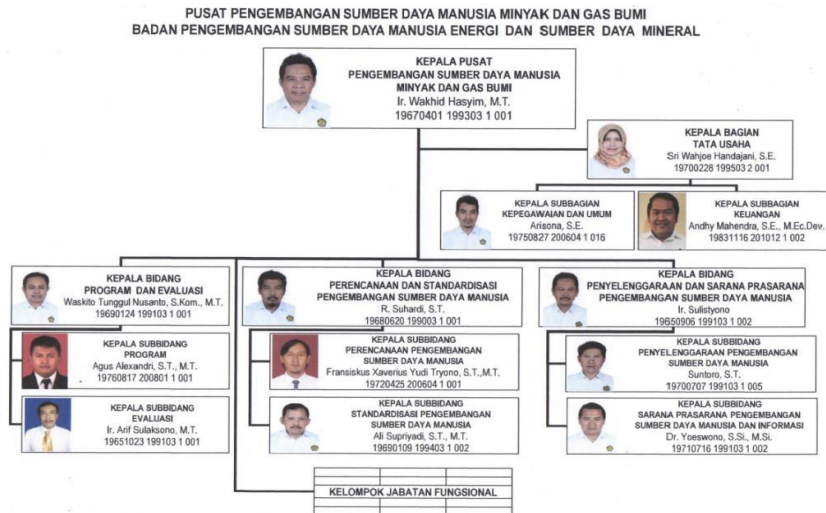 PUSAT PENGEMBANGAN SUMBER DAYA MANUSIA MINYAK DAN GAS BUMI
BADAN PENGEMBANGAN SUMBER DAYA MANUSIA ENERGI DAN SUMBER DAYA MINERAL
KEPALA PUSAT
PENGEMBANGAN SUMBER DAYA MANUSIA
MINYAK DAN GAS BUMI
Ir. Wakhid Hasyim, M.T.
19670401 199303 1 001
KEPALA BAGIAN
TATA USAHA
Sri Wahjoe Handajani, S.E.
19700228 199503 2 001
KEPALA SUBBAGIAN
KEPEGAWAIAN DAN UMUM
Arisona, S.E.
19750827 200604 1 016
KEPALA SUBBAGIAN
KEUANGAN
Andhy Mahendra, S.E., M.Ec.Dev.
19831116 201012 1 002
KEPALA BIDANG
PROGRAM DAN EVALUASI
Waskito Tunggul Nusanto, S.Kom., M.T.
19690124 199103 1 001
KEPALA BIDANG
PERENCANAAN DAN STANDARDISASI
PENGEMBANGAN SUMBER DAYA MANUSIA
R. Suhardi, S.T.
19680620 199003 1 001
KEPALA BIDANG
PENYELENGGARAAN DAN SARANA PRASARANA
PENGEMBANGAN SUMBER DAYA MANUSIA
Ir. Sulistyono
19650906 199103 1 002
KEPALA SUBBIDANG
PROGRAM
Agus Alexandri, S.T., M.T.
19760817 200801 1 001
KEPALA SUBBIDANG
PERENCANAAN PENGEMBANGAN
SUMBER DAYA MANUSIA
Fransiskus Xaverius Yudi Tryono, S.T.,M.T.
19720425 200604 1 001
KEPALA SUBBIDANG
PENYELENGGARAAN PENGEMBANGAN
SUMBER DAYA MANUSIA
Suntoro, S.T.
19700707 199103 1 005
KEPALA SUBBIDANG
EVALUASI
Ir. Arif Sulaksono, M.T.
19651023 199103 1 001
KEPALA SUBBIDANG
STANDARDISASI PENGEMBANGAN
SUMBER DAYA MANUSIA
Ali Supriyadi, S.T., M.T.
19690109 199403 1 002
KEPALA SUBBIDANG
SARANA PRASARANA PENGEMBANGAN
SUMBER DAYA MANUSIA DAN INFORMASI
Dr. Yoeswono, S.Si., M.Si.
19710716 199103 1 002
KELOMPOK JABATAN FUNGSIONAL